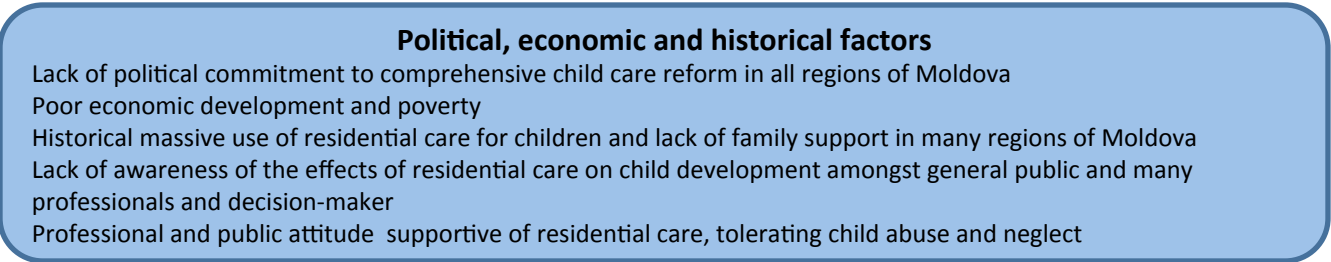 Political, economic and historical factors
Lack of political commitment to comprehensive child care reform in all regions of Moldova
Poor economic development and poverty
Historical massive use of residential care for children and lack of family support in many regions of Moldova
Lack of awareness of the effects of residential care on child development amongst general public and many
professionals and decision-maker
Professional and public attitude  supportive of residential care, tolerating child abuse and neglect